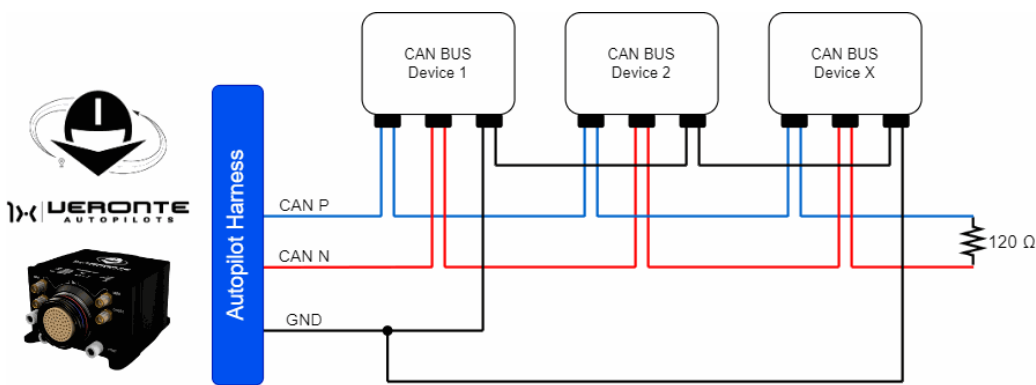 CAN BUS
Device 1
CAN BUS
Device 2
CAN BUS
Device X
VERONTE
AUTOPILOTS
Autopilot Harness
CAN P
CAN N
GND
120 Ω